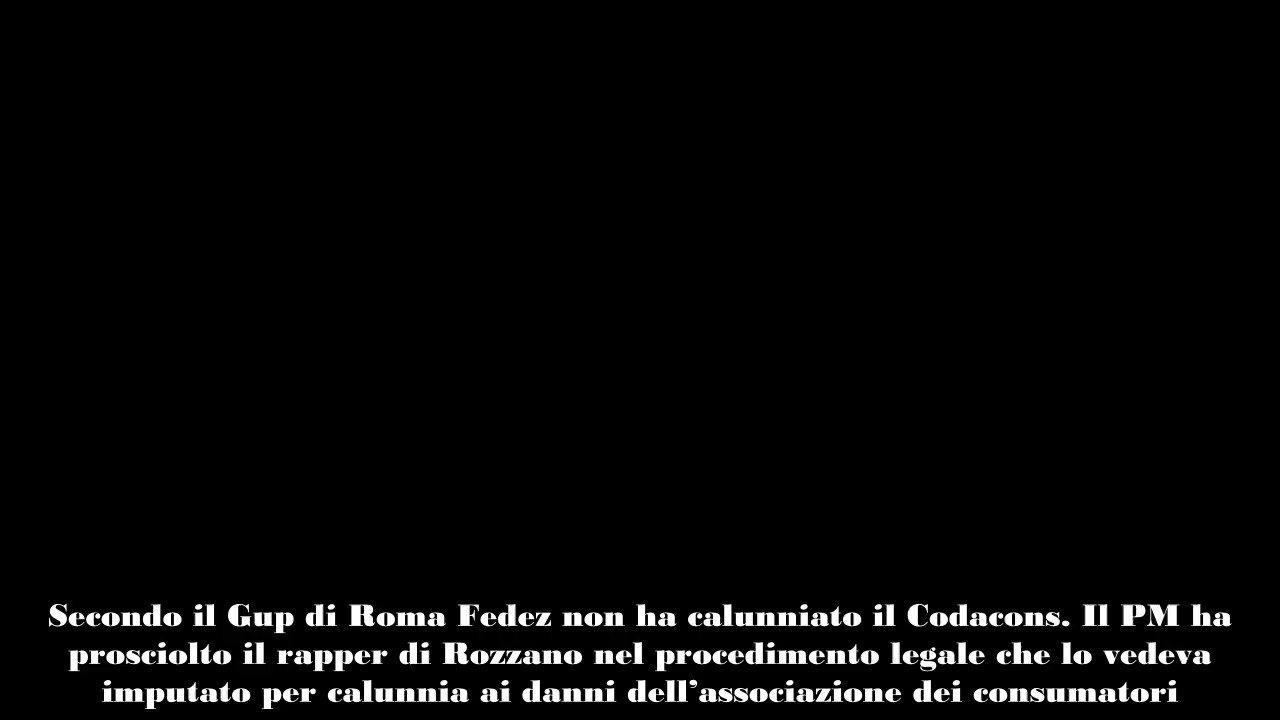 Secondo il Gup di Roma Fedez non ha calunniato il Codacons. Il PM ha
prosciolto il rapper di Rozzano nel procedimento legale che lo vedeva
imputato per calunnia ai danni dell’associazione dei consumatori